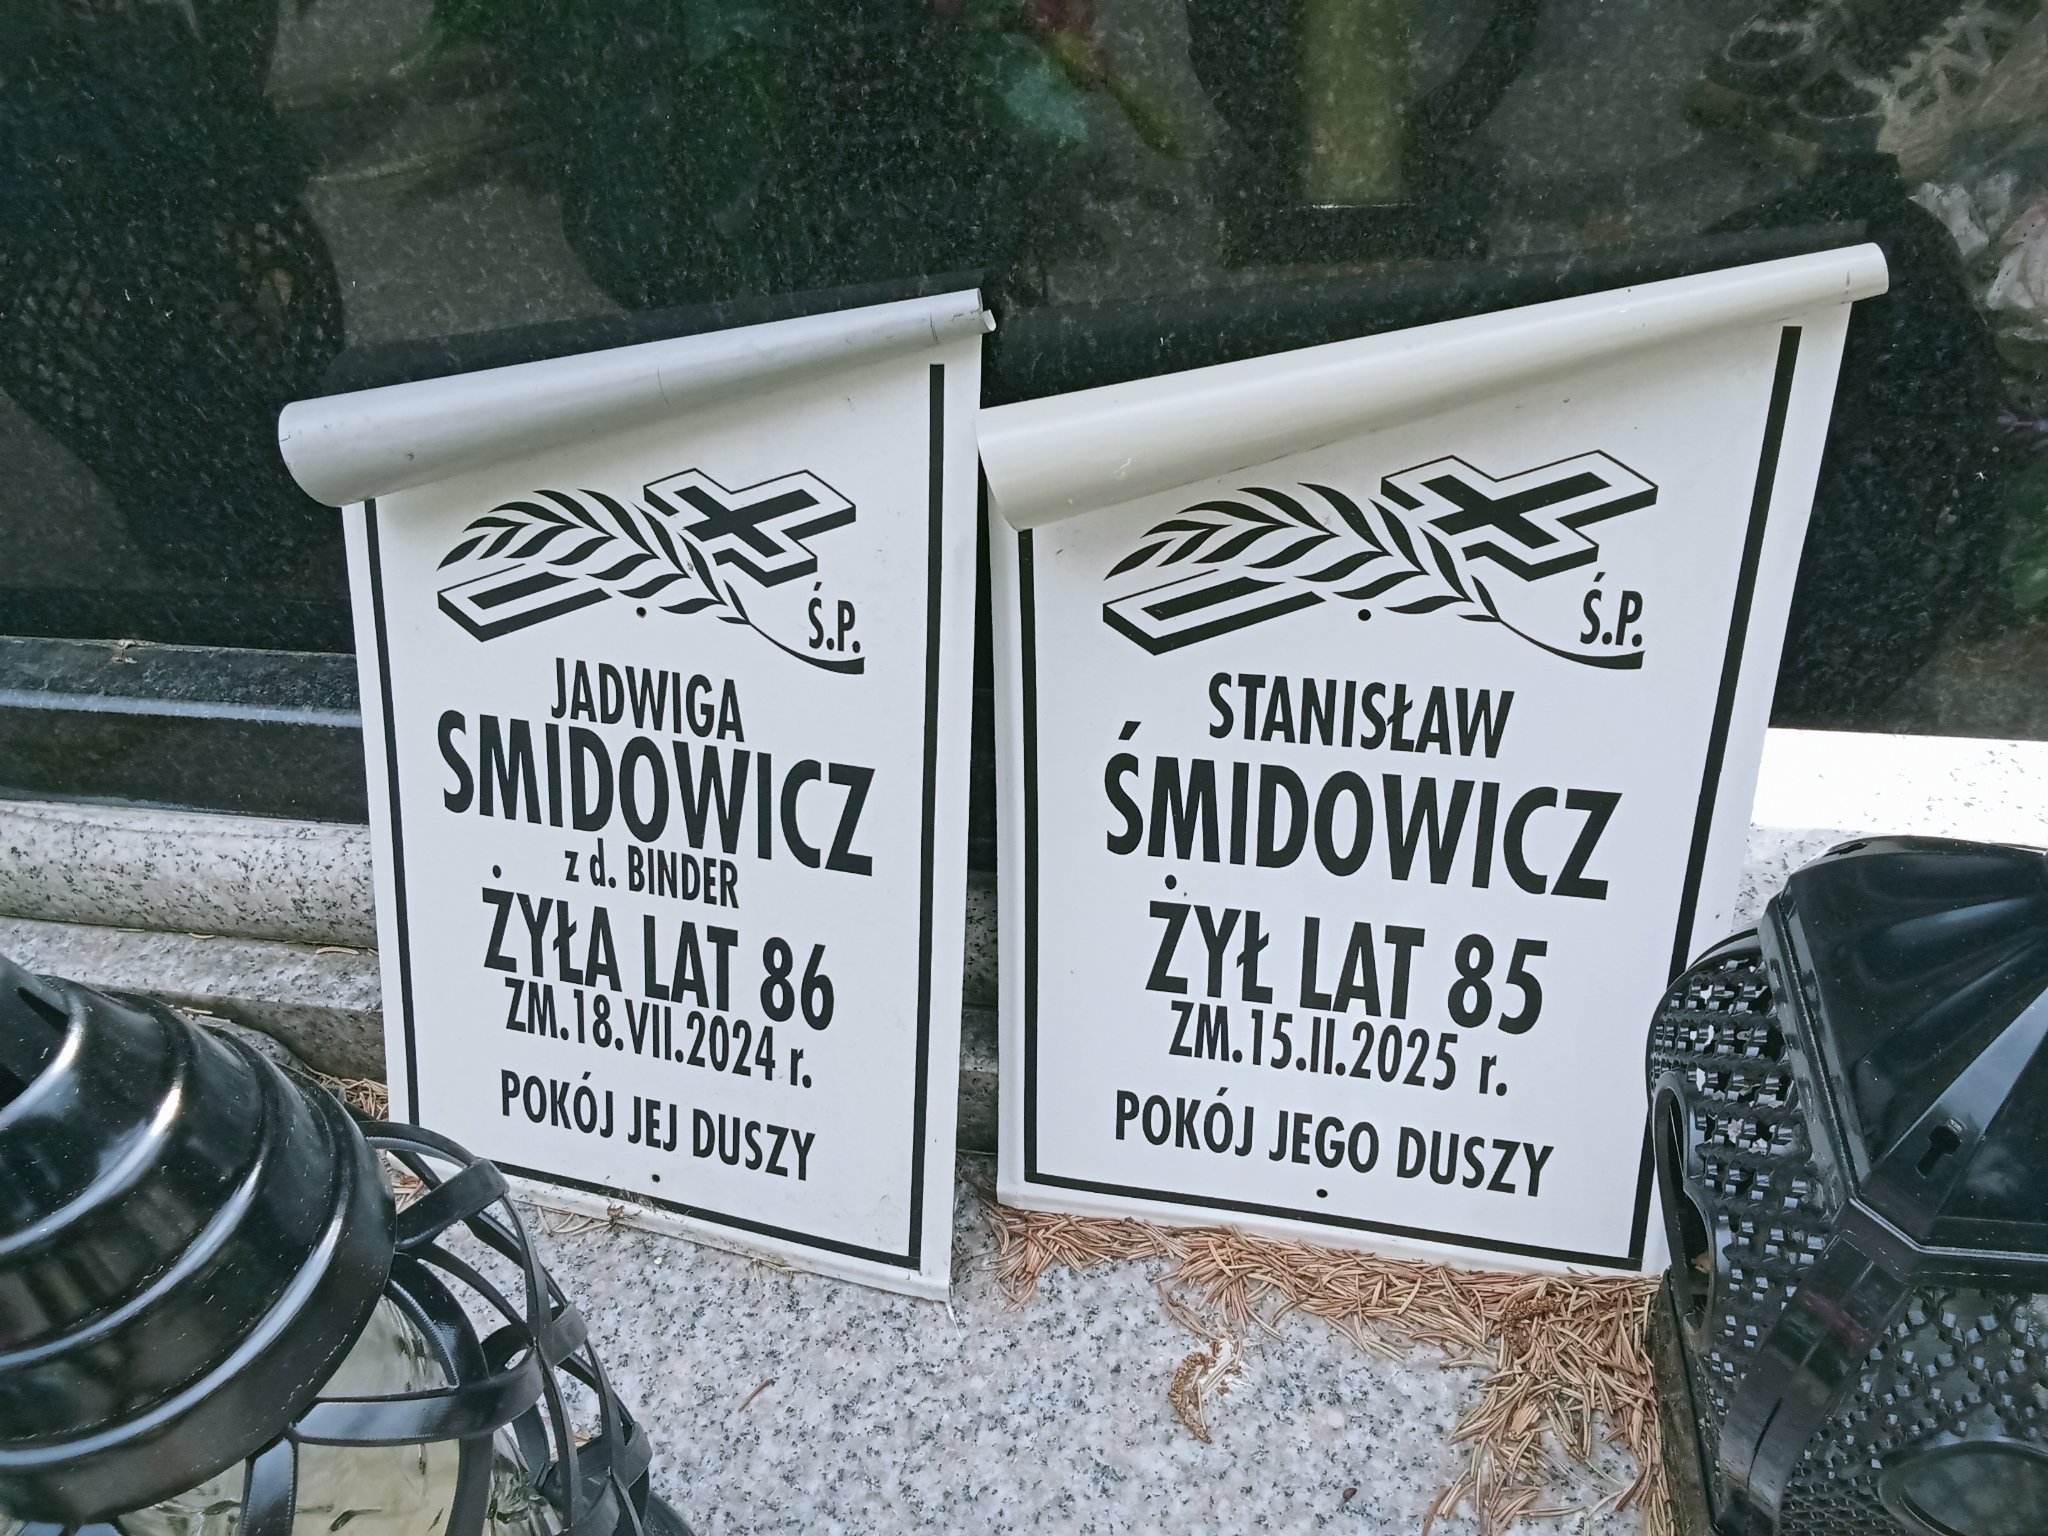 Ś.P.
JADWIGA
SMIDOWICZ
z d. BINDER
ŻYŁA LAT 86
ZM.18.VII.2024 r.
POKÓJ JEJ DUSZY
Ś.P.
STANISŁAW
ŚMIDOWICZ
ŻYŁ LAT 85
ZM.15.II.2025 r.
POKÓJ JEGO DUSZY